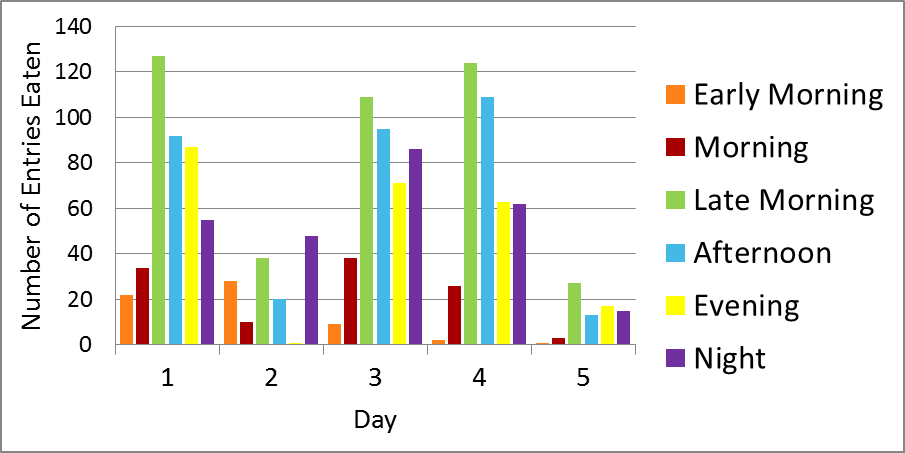 Number of Entries Eaten
140
120
100
80
60
40
20
0
1 2 3 4 5
Day
Early Morning
Morning
Late Morning
Afternoon
Evening
Night